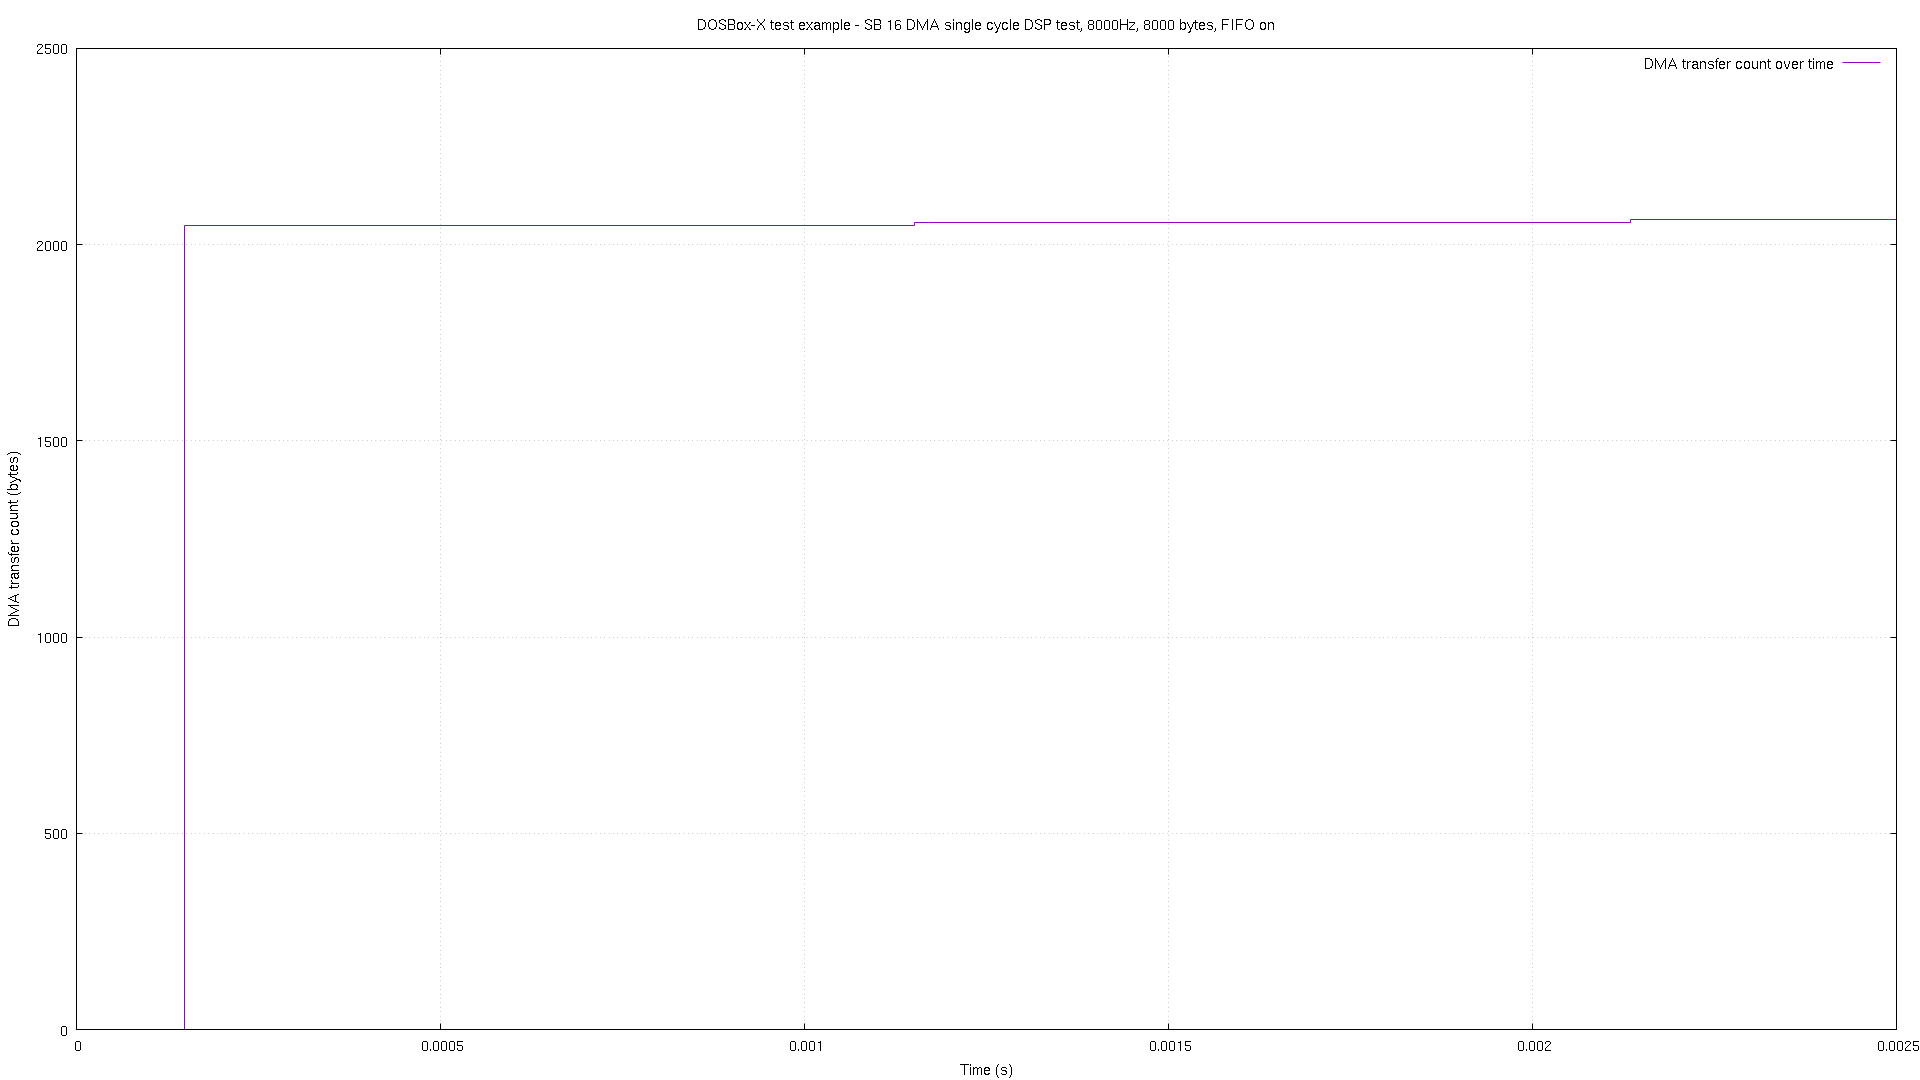 DOSBox-X test example - SB 16 DMA single cycle DSP test, 8000Hz, 8000 bytes, FIFO on
DMA transfer count over time
2500
2000
1500
1000
500
0
DMA transfer count (bytes)
0 0.0005 0.001 0.0015 0.002 0.0025
Time (s)